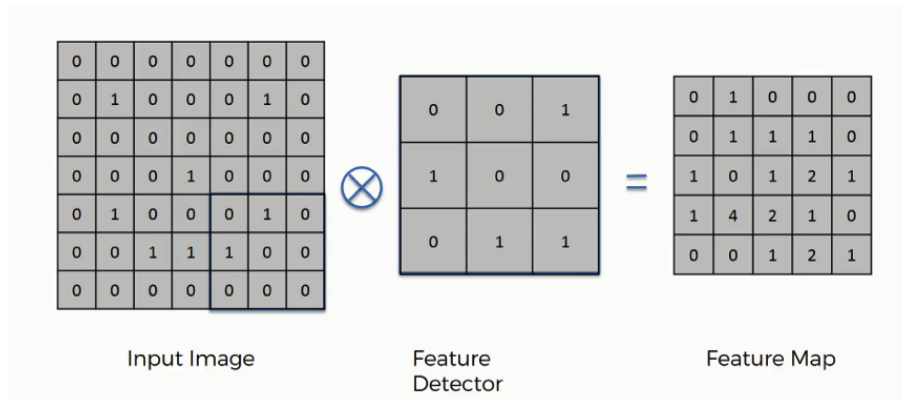 0 0 0 0 0 0 0
0 1 0 0 0 1 0
0 0 0 0 0 0 0
0 0 0 1 0 0 0
0 1 0 0 0 1 0
0 0 1 1 1 0 0
0 0 0 0 0 0 0
0 0 1
1 0 0
0 1 1
=
0 1 0 0 0
0 1 1 1 0
1 0 1 2 1
1 4 2 1 0
0 0 1 2 1
Input Image
Feature
Detector
Feature Map